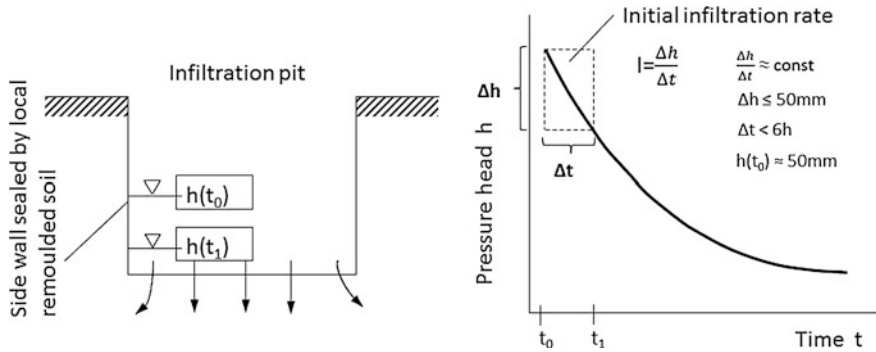 Infiltration pit
Side wall sealed by local
remoulded soil
h(t₀)
h(t₁)
Initial infiltration rate
I=Δh/Δt
Δh/Δt ≈ const
Δh ≤ 50mm
Δt < 6h
h(t₀) ≈ 50mm
Δh
Δt
Pressure head h
t₀
t₁
Time t